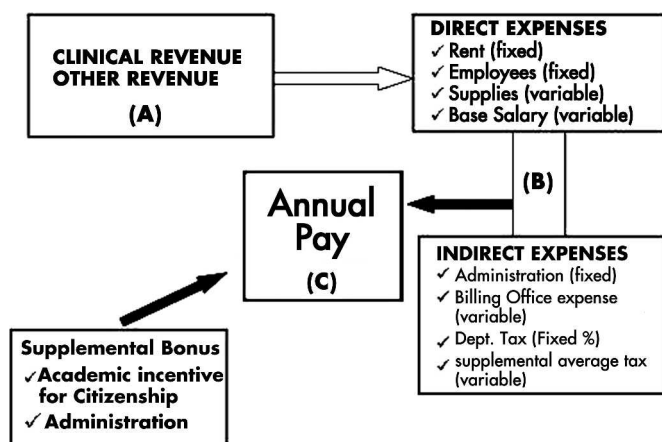 CLINICAL REVENUE
OTHER REVENUE
(A)
DIRECT EXPENSES
✓ Rent (fixed)
✓ Employees (fixed)
✓ Supplies (variable)
✓ Base Salary (variable)
(B)
Annual
Pay
(C)
INDIRECT EXPENSES
✓ Administration (fixed)
✓ Billing Office expense
(variable)
✓ Dept. Tax (Fixed %)
✓ supplemental average tax
(variable)
Supplemental Bonus
✓ Academic incentive
for Citizenship
✓ Administration